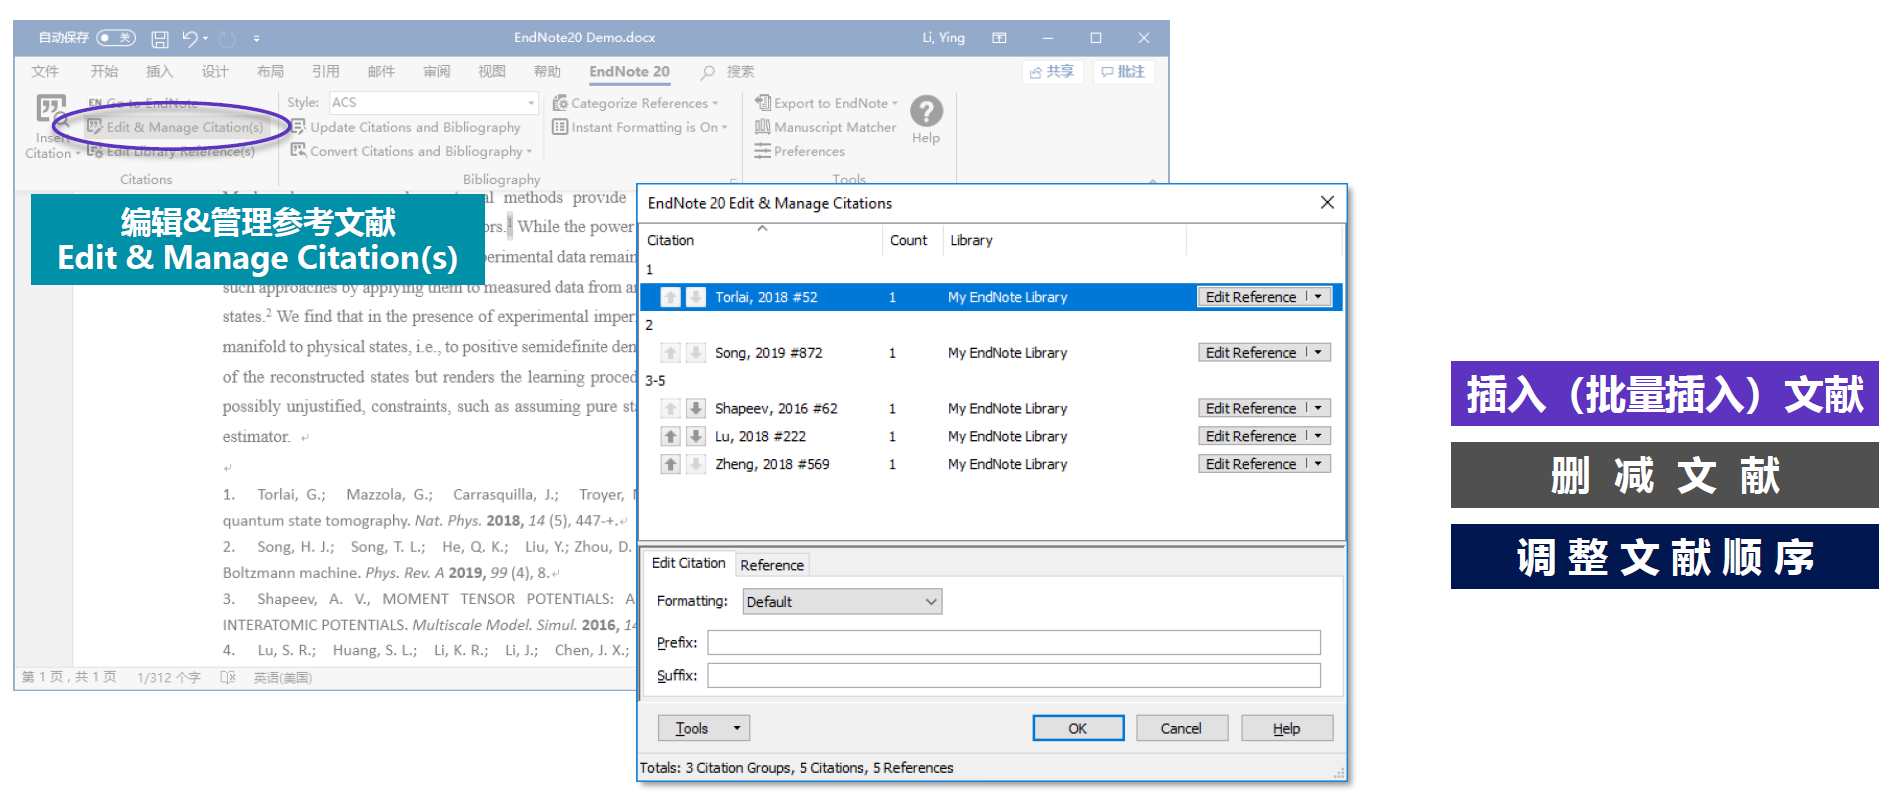 自动保存 关 EndNote20 Demo.docx Li, Ying
文件 开始 插入 设计 布局 引用 邮件 审阅 视图 帮助 EndNote 20 搜索 共享 批注
Insert
Citation
EN Go to EndNote
Edit & Manage Citation(s)
Edit Library Reference(s)
Citations
Style: ACS
Update Citations and Bibliography
Convert Citations and Bibliography
Categorize References
Instant Formatting is On
Bibliography
Export to EndNote
Manuscript Matcher
Preferences
Help
Tools
编辑&管理参考文献
Edit & Manage Citation(s)
methods provide
ors.1 While the power
erimental data remain
such approaches by applying them to measured data from
states.2 We find that in the presence of experimental
manifold to physical states, i.e., to positive semidefinite
of the reconstructed states but renders the learning
possibly unjustified, constraints, such as assuming pure
estimator.
1. Torlai, G.; Mazzola, G.; Carrasquilla, J.; Troyer,
quantum state tomography. Nat. Phys. 2018, 14 (5), 447-+.
2. Song, H. J.; Song, T. L.; He, Q. K.; Liu, Y.; Zhou, D.
Boltzmann machine. Phys. Rev. A 2019, 99 (4), 8.
3. Shapeev, A. V., MOMENT TENSOR POTENTIALS: A
INTERATOMIC POTENTIALS. Multiscale Model. Simul. 2016, 14
4. Lu, S. R.; Huang, S. L.; Li, K. R.; Li, J.; Chen, J. X.;
第 1 页，共 1 页 1/312 个字 英语(美国)
EndNote 20 Edit & Manage Citations
Citation Count Library
1
Torlai, 2018 #52 1 My EndNote Library Edit Reference
2
Song, 2019 #872 1 My EndNote Library Edit Reference
3-5
Shapeev, 2016 #62 1 My EndNote Library Edit Reference
Lu, 2018 #222 1 My EndNote Library Edit Reference
Zheng, 2018 #569 1 My EndNote Library Edit Reference
Edit Citation Reference
Formatting: Default
Prefix:
Suffix:
Tools OK Cancel Help
Totals: 3 Citation Groups, 5 Citations, 5 References
插入（批量插入）文献
删 减 文 献
调 整 文 献 顺 序